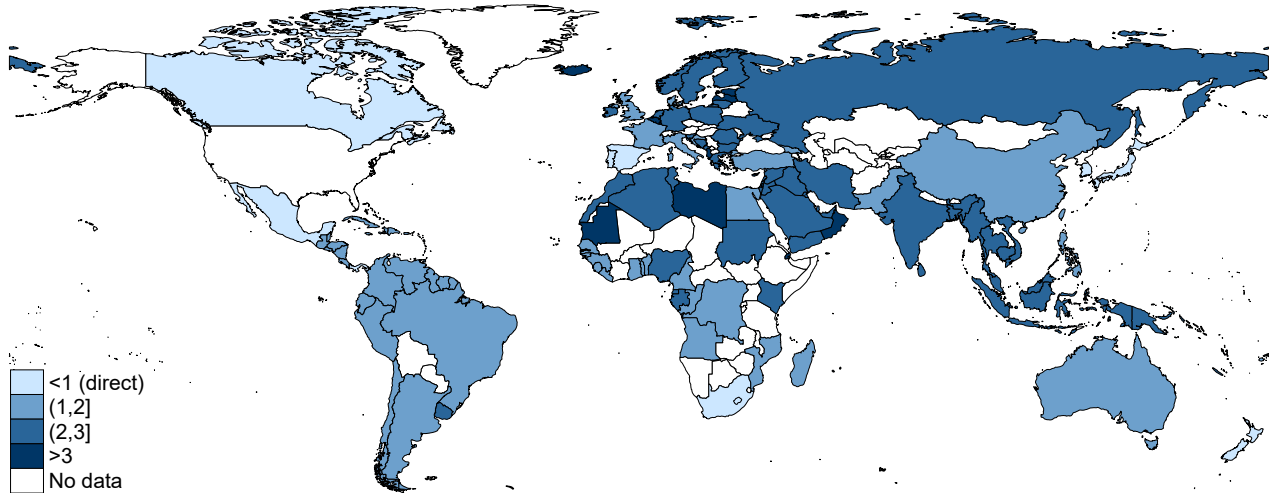 <1 (direct)
(1,2]
(2,3]
>3
No data